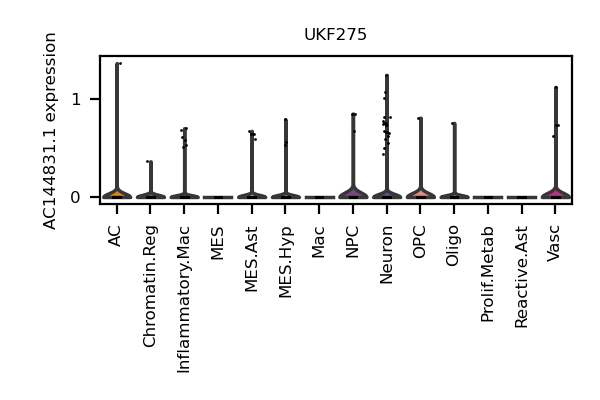 UKF275
AC144831.1 expression
1
0
AC
Chromatin.Reg
Inflammatory.Mac
MES
MES.Ast
MES.Hyp
Mac
NPC
Neuron
OPC
Oligo
Prolif.Metab
Reactive.Ast
Vasc